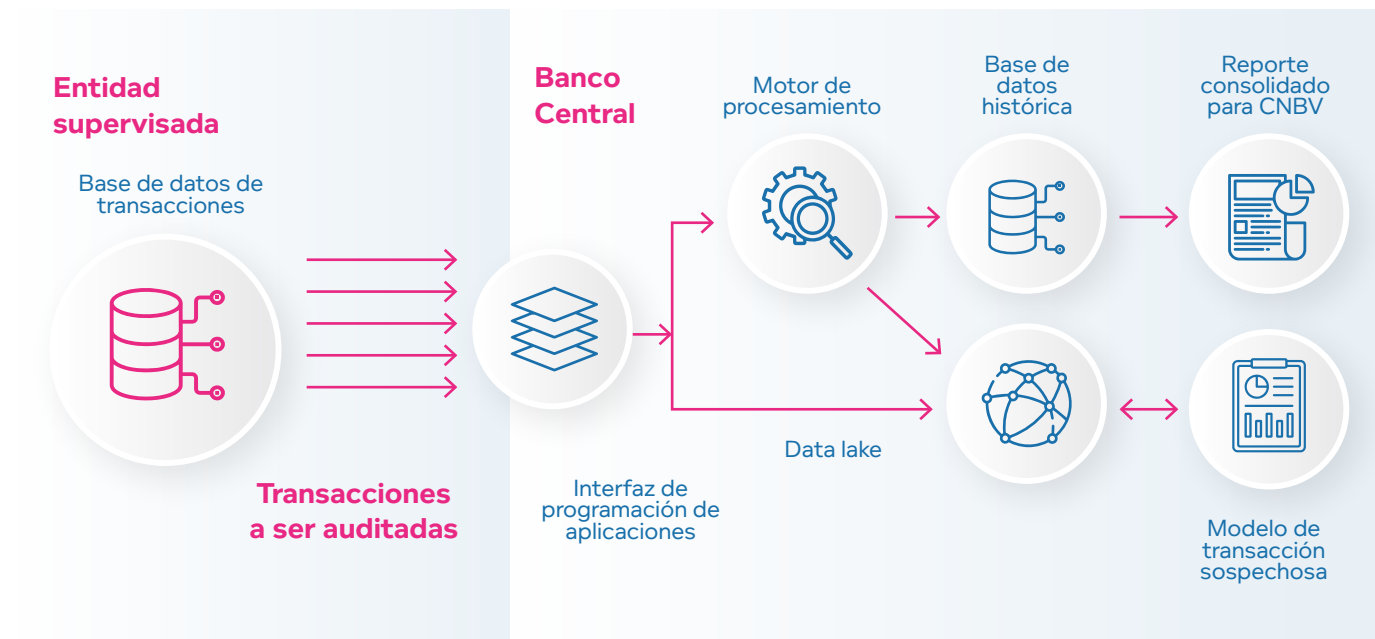 Entidad
supervisada
Base de datos de
transacciones
Transacciones
a ser auditadas
Banco
Central
Interfaz de
programación de
aplicaciones
Motor de
procesamiento
Base de
datos
histórica
Reporte
consolidado
para CNBV
Data lake
Modelo de
transacción
sospechosa